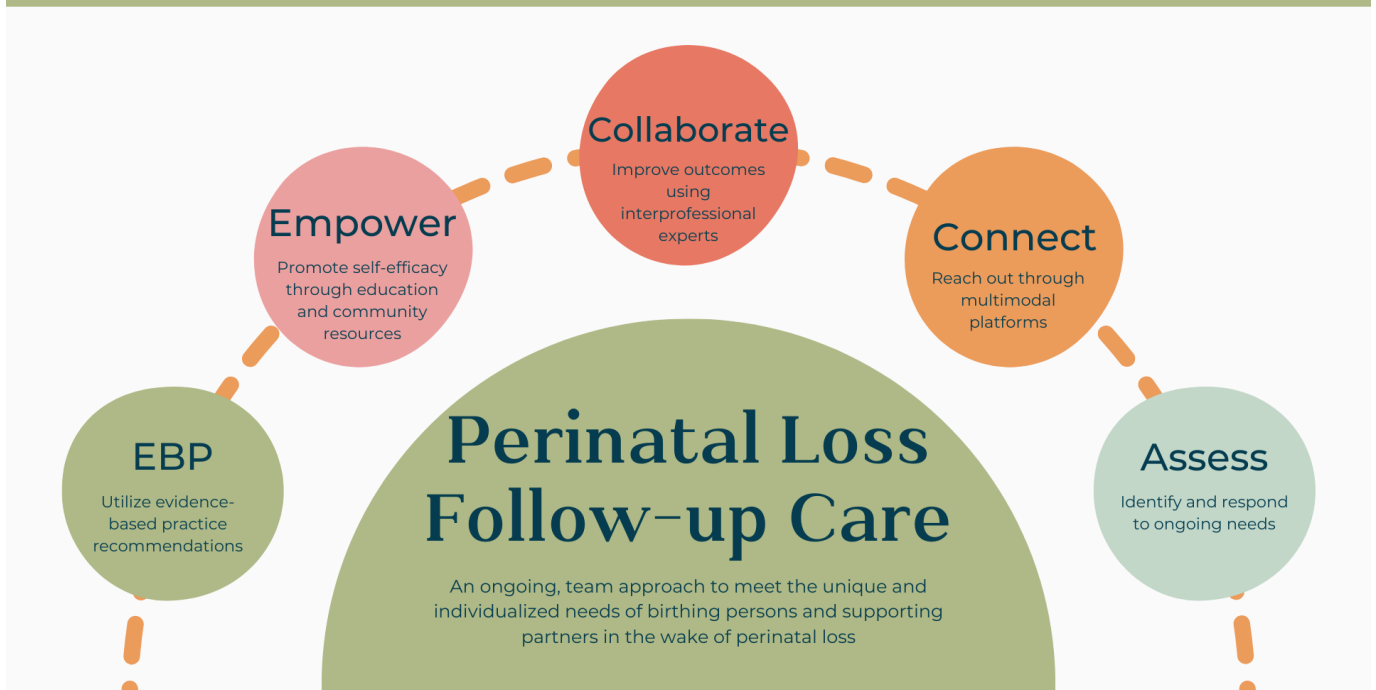 Collaborate
Improve outcomes
using
interprofessional
experts
Empower
Promote self-efficacy
through education
and community
resources
Connect
Reach out through
multimodal
platforms
EBP
Utilize evidence-
based practice
recommendations
Assess
Identify and respond
to ongoing needs
Perinatal Loss
Follow-up Care
An ongoing, team approach to meet the unique and
individualized needs of birthing persons and supporting
partners in the wake of perinatal loss